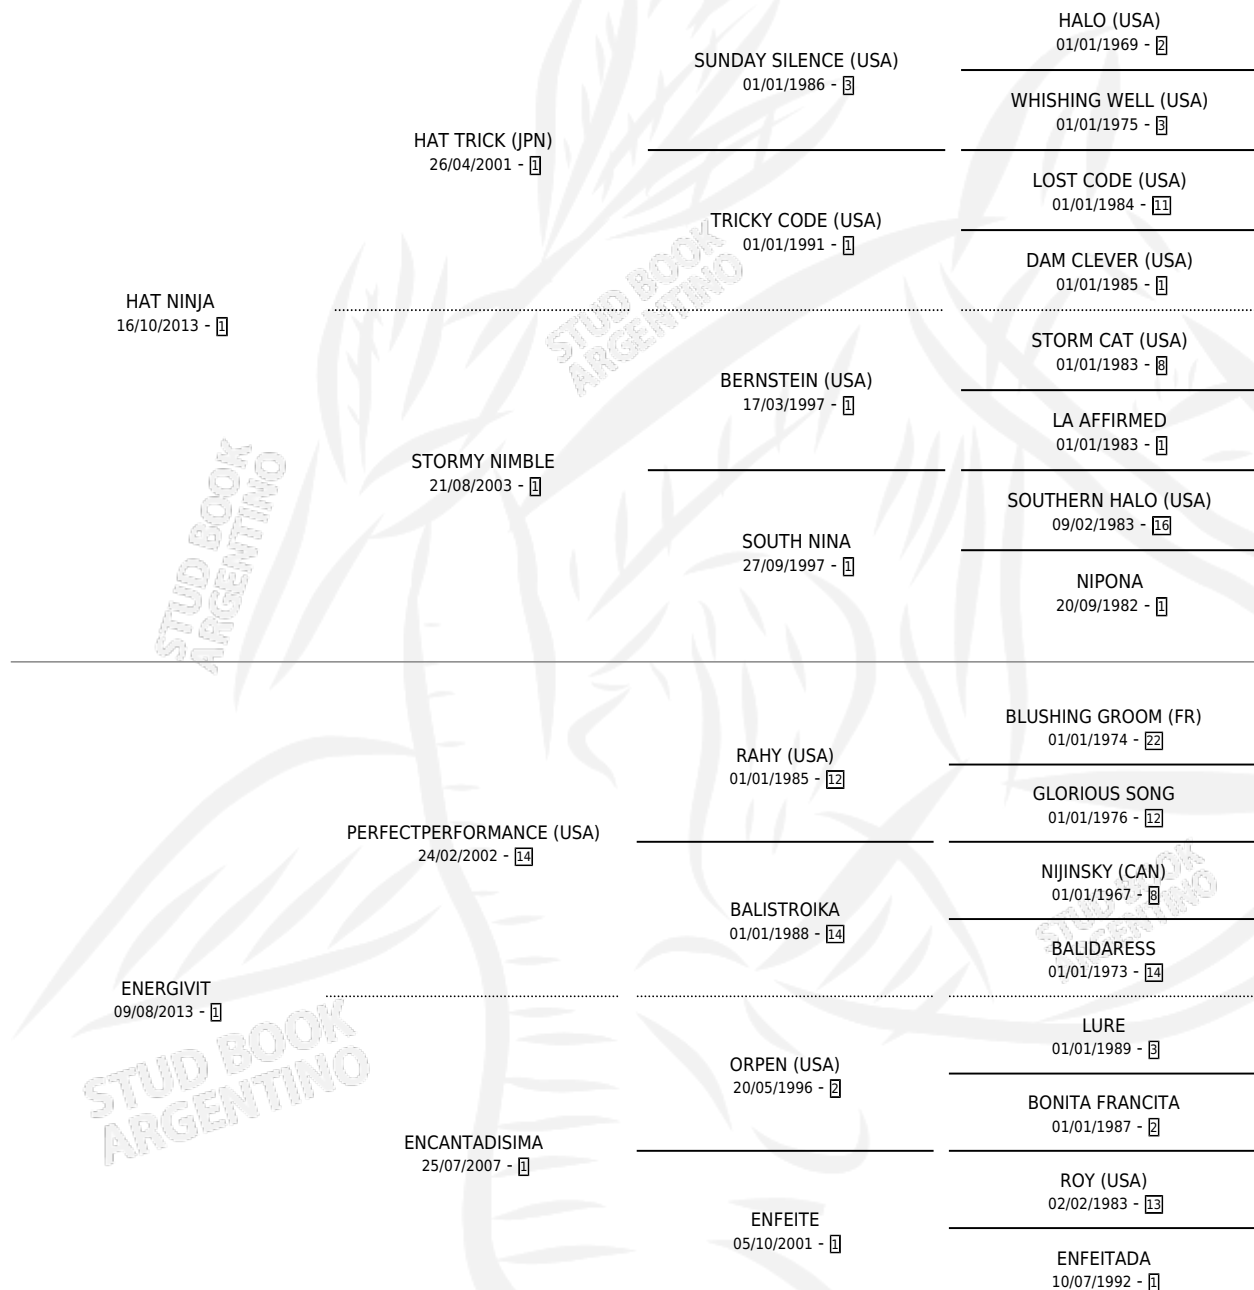 HALO (USA)
01/01/1969 - 2
SUNDAY SILENCE (USA)
01/01/1986 - 3
WHISHING WELL (USA)
01/01/1975 - 3
HAT TRICK (JPN)
26/04/2001 - 1
LOST CODE (USA)
01/01/1984 - 11
TRICKY CODE (USA)
01/01/1991 - 1
DAM CLEVER (USA)
01/01/1985 - 1
HAT NINJA
16/10/2013 - 1
STUD BOOK
ARGENTINO
STORM CAT (USA)
01/01/1983 - 8
BERNSTEIN (USA)
17/03/1997 - 1
LA AFFIRMED
01/01/1983 - 1
STORMY NIMBLE
21/08/2003 - 1
SOUTHERN HALO (USA)
09/02/1983 - 16
SOUTH NINA
27/09/1997 - 1
NIPONA
20/09/1982 - 1
STUD BOOK
ARGENTINO
BLUSHING GROOM (FR)
01/01/1974 - 22
RAHY (USA)
01/01/1985 - 12
GLORIOUS SONG
01/01/1976 - 12
PERFECTPERFORMANCE (USA)
24/02/2002 - 14
NIJINSKY (CAN)
01/01/1967 - 8
BALISTROIKA
01/01/1988 - 14
BALIDARESS
01/01/1973 - 14
STUD BOOK
ARGENTINO
ENERGIVIT
09/08/2013 - 1
STUD BOOK
ARGENTINO
LURE
01/01/1989 - 3
ORPEN (USA)
20/05/1996 - 2
BONITA FRANCITA
01/01/1987 - 2
ENCANTADISIMA
25/07/2007 - 1
ROY (USA)
02/02/1983 - 13
ENFEITE
05/10/2001 - 1
ENFEITADA
10/07/1992 - 1